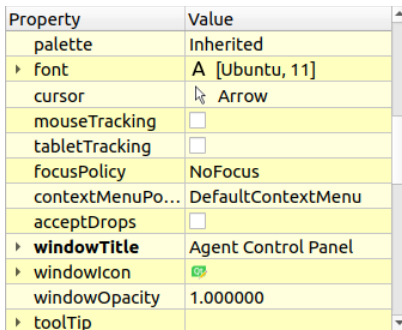 Property Value
palette Inherited
font A [Ubuntu, 11]
cursor Arrow
mouseTracking
tabletTracking
focusPolicy NoFocus
contextMenuPo... DefaultContextMenu
acceptDrops
windowTitle Agent Control Panel
windowIcon
windowOpacity 1.000000
toolTip